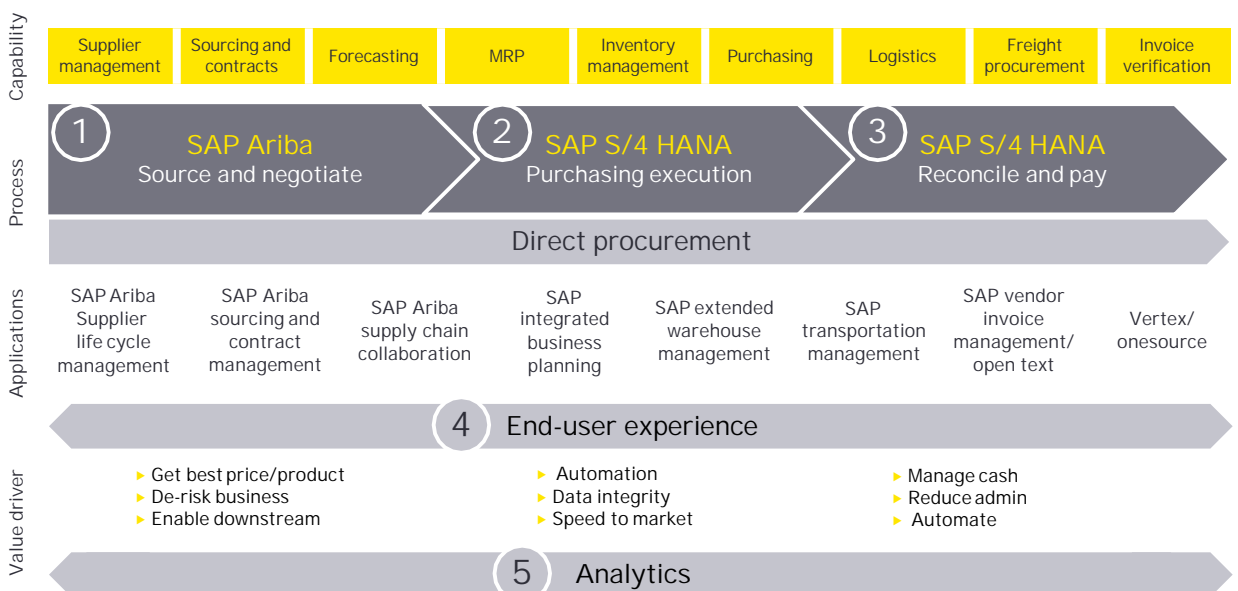 Capability
Supplier
management
Sourcing and
contracts
Forecasting
MRP
Inventory
management
Purchasing
Logistics
Freight
procurement
Invoice
verification
Process
1
SAP Ariba
Source and negotiate
2
SAP S/4 HANA
Purchasing execution
3
SAP S/4 HANA
Reconcile and pay
Direct procurement
Applications
SAP Ariba
Supplier
life cycle
management
SAP Ariba
sourcing and
contract
management
SAP Ariba
supply chain
collaboration
SAP
integrated
business
planning
SAP extended
warehouse
management
SAP
transportation
management
SAP vendor
invoice
management/
open text
Vertex/
onesource
4 End-user experience
Value driver
Get best price/product
De-risk business
Enable downstream
Automation
Data integrity
Speed to market
Manage cash
Reduce admin
Automate
5 Analytics